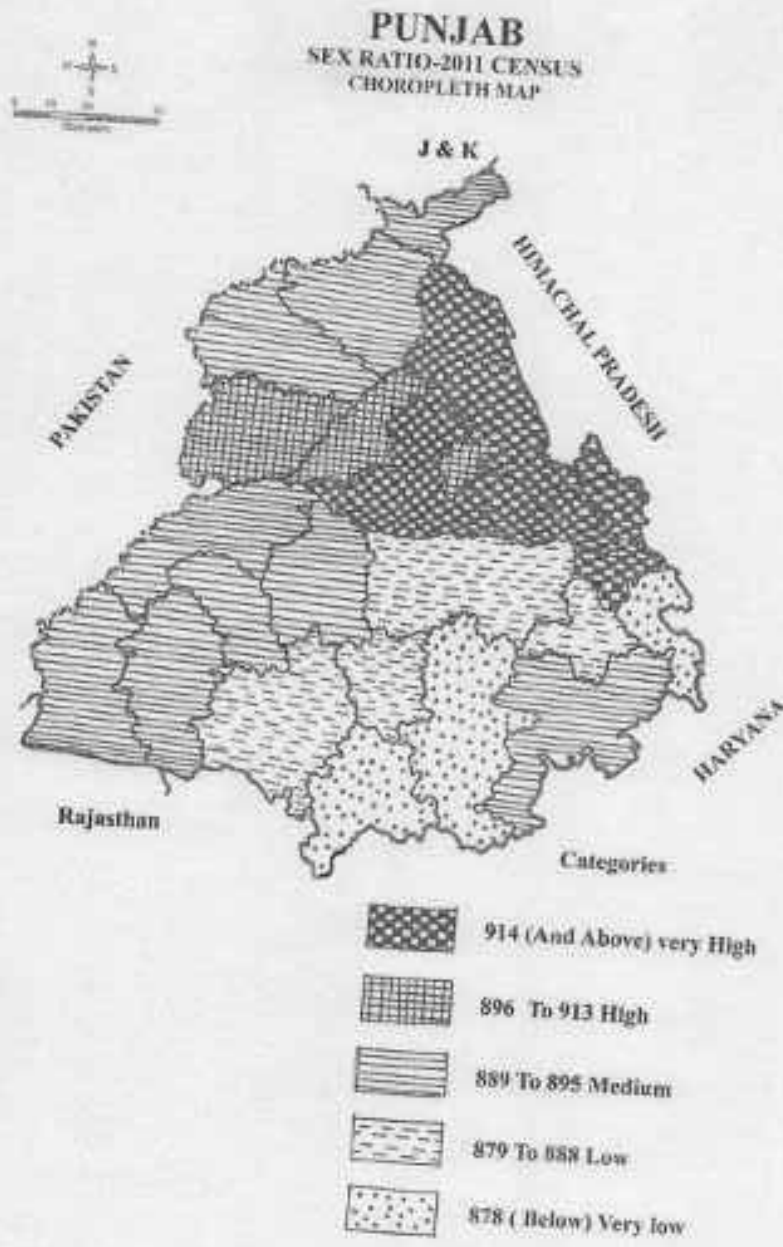 PUNJAB
SEX RATIO-2011 CENSUS
CHOROPLETH MAP
J & K
HIMACHAL PRADESH
PAKISTAN
HARYANA
Rajasthan
Categories
914 (And Above) very High
896 To 913 High
889 To 895 Medium
879 To 888 Low
878 ( Below) Very low